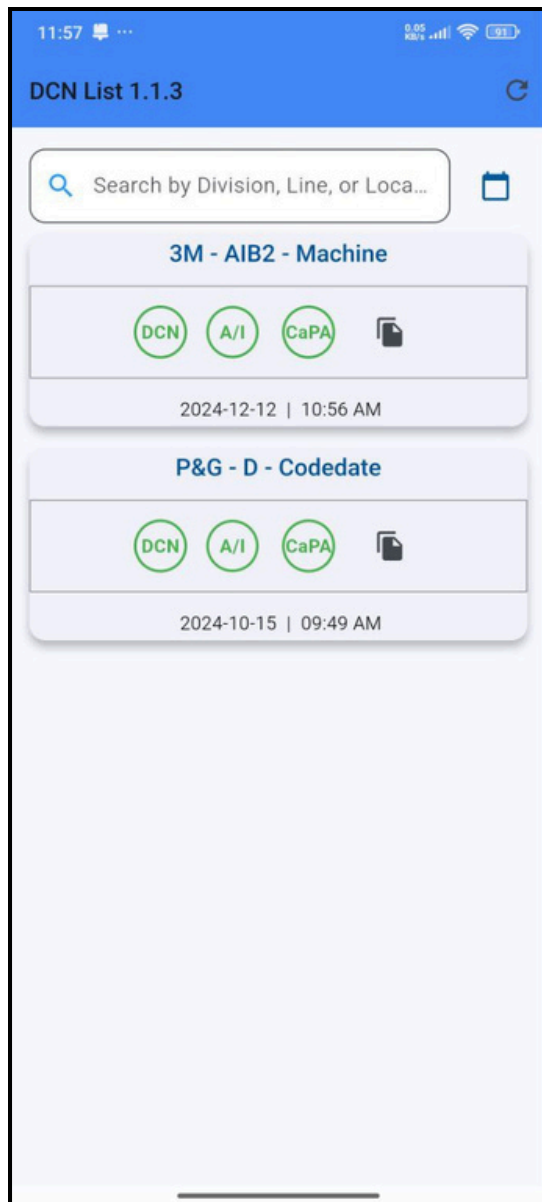 11:57 ...
0.05 KB/s 91
DCN List 1.1.3
Search by Division, Line, or Loca...
3M - AIB2 - Machine
DCN A/I CaPA
2024-12-12 | 10:56 AM
P&G - D - Codedate
DCN A/I CaPA
2024-10-15 | 09:49 AM